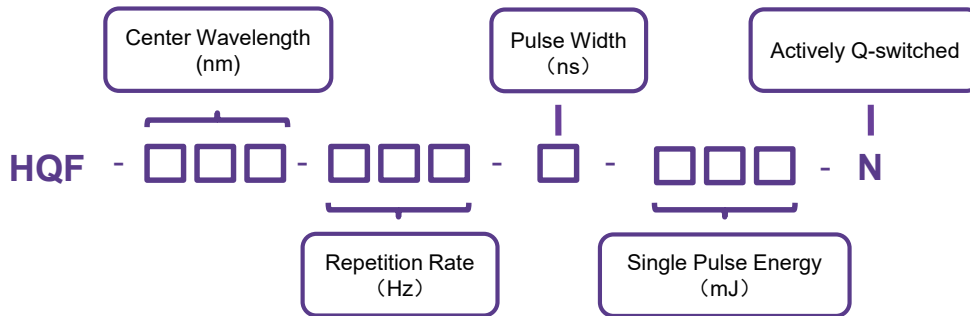 Center Wavelength
(nm)
Pulse Width
（ns）
Actively Q-switched
HQF - □□□ - □□□ - □ - □□□ - N
Repetition Rate
（Hz）
Single Pulse Energy
（mJ）